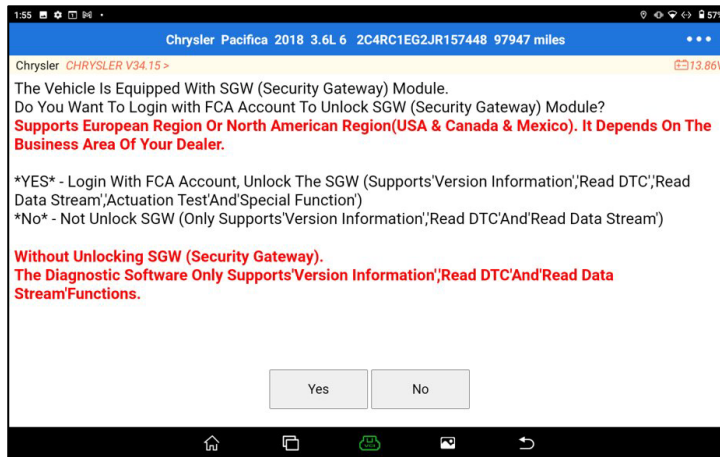 1:55
57%
Chrysler Pacifica 2018 3.6L 6 2C4RC1EG2JR157448 97947 miles
Chrysler CHRYSLER V34.15 >
13.86V
The Vehicle Is Equipped With SGW (Security Gateway) Module.
Do You Want To Login with FCA Account To Unlock SGW (Security Gateway) Module?
Supports European Region Or North American Region(USA & Canada & Mexico). It Depends On The
Business Area Of Your Dealer.
*YES* - Login With FCA Account, Unlock The SGW (Supports'Version Information','Read DTC','Read
Data Stream','Actuation Test'And'Special Function')
*No* - Not Unlock SGW (Only Supports'Version Information','Read DTC'And'Read Data Stream')
Without Unlocking SGW (Security Gateway).
The Diagnostic Software Only Supports'Version Information','Read DTC'And'Read Data
Stream'Functions.
Yes
No